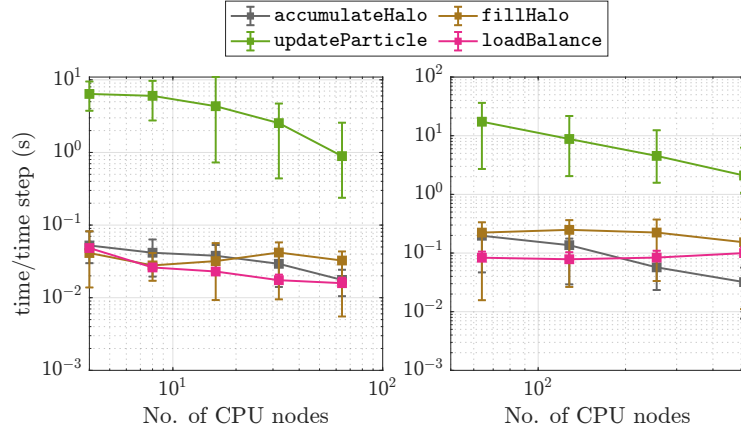 accumulateHalo fillHalo
updateParticle loadBalance
time/time step (s)
10^1
10^0
10^-1
10^-2
10^-3
10^1 10^2
No. of CPU nodes
10^2
10^1
10^0
10^-1
10^-2
10^-3
10^2
No. of CPU nodes